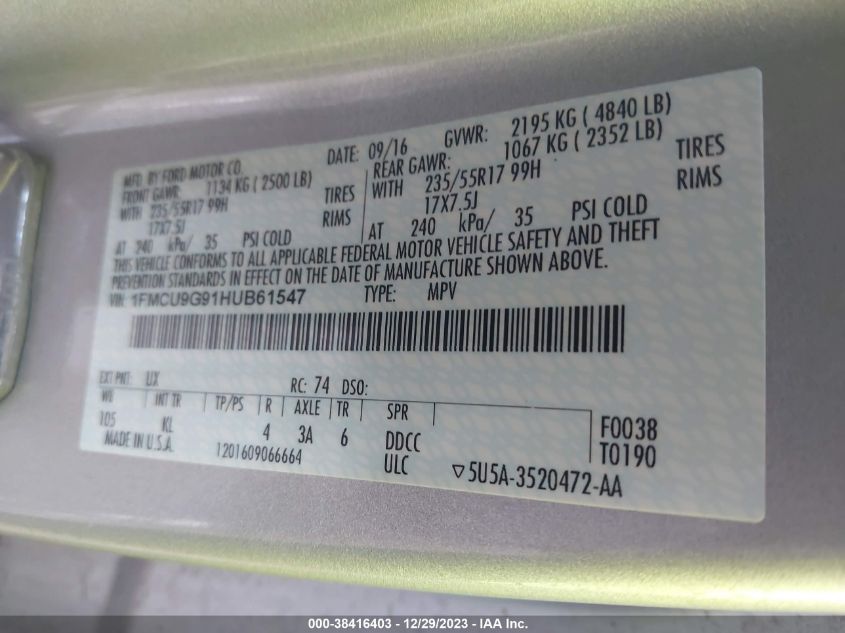 MFD. BY FORD MOTOR CO.
DATE: 09/16 GVWR: 2195 KG ( 4840 LB)
FRONT GAWR: 1134 KG ( 2500 LB)
REAR GAWR: 1067 KG ( 2352 LB)
WITH 235/55R17 99H TIRES
WITH 235/55R17 99H TIRES
17X7.5J RIMS
17X7.5J RIMS
AT 240 kPa/ 35 PSI COLD
AT 240 kPa/ 35 PSI COLD
THIS VEHICLE CONFORMS TO ALL APPLICABLE FEDERAL MOTOR VEHICLE SAFETY AND THEFT
PREVENTION STANDARDS IN EFFECT ON THE DATE OF MANUFACTURE SHOWN ABOVE.
VIN: 1FMCU9G91HUB61547 TYPE: MPV
EXT PNT: UX RC: 74 DSO:
WB INT TR TP/PS R AXLE TR SPR
105 KL 4 3A 6 DDCC F0038
MADE IN U.S.A. 1201609066664 ULC T0190
▽5U5A-3520472-AA
000-38416403 - 12/29/2023 - IAA Inc.